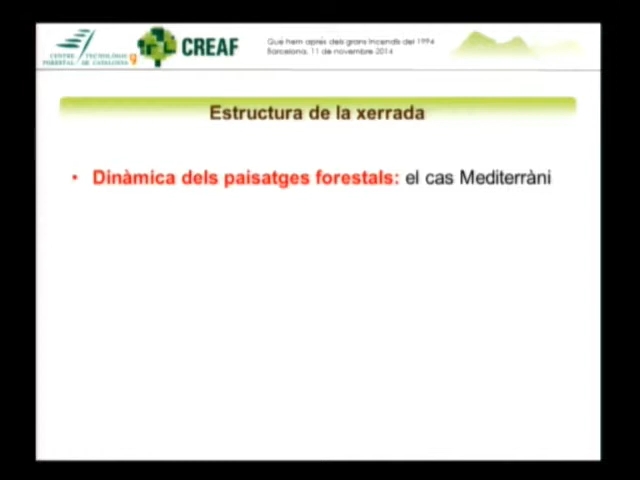 CENTRE TECNOLÒGIC
FORESTAL DE CATALUNYA
CREAF
Què hem après dels grans incendis del 1994
Barcelona, 11 de novembre 2014
Estructura de la xerrada
• Dinàmica dels paisatges forestals: el cas Mediterràni